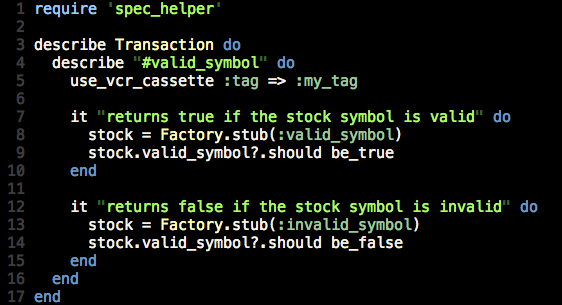 1 require 'spec_helper'
2
3 describe Transaction do
4   describe "#valid_symbol" do
5     use_vcr_cassette :tag => :my_tag
6
7     it "returns true if the stock symbol is valid" do
8       stock = Factory.stub(:valid_symbol)
9       stock.valid_symbol?.should be_true
10     end
11
12     it "returns false if the stock symbol is invalid" do
13       stock = Factory.stub(:invalid_symbol)
14       stock.valid_symbol?.should be_false
15     end
16   end
17 end